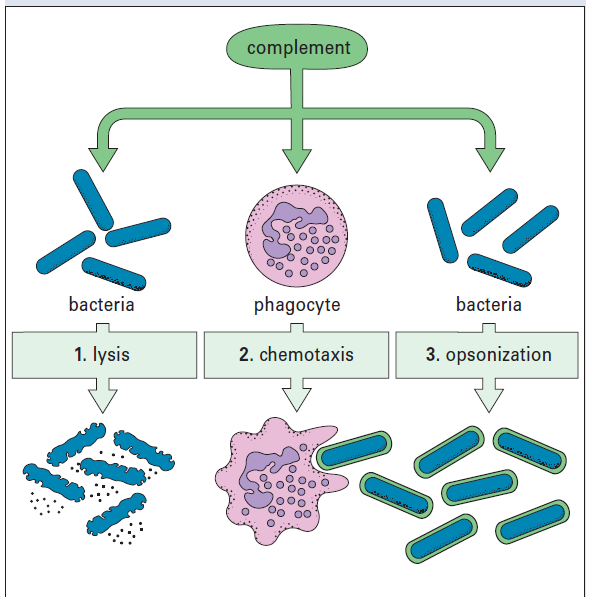 complement
bacteria
phagocyte
bacteria
1. lysis
2. chemotaxis
3. opsonization